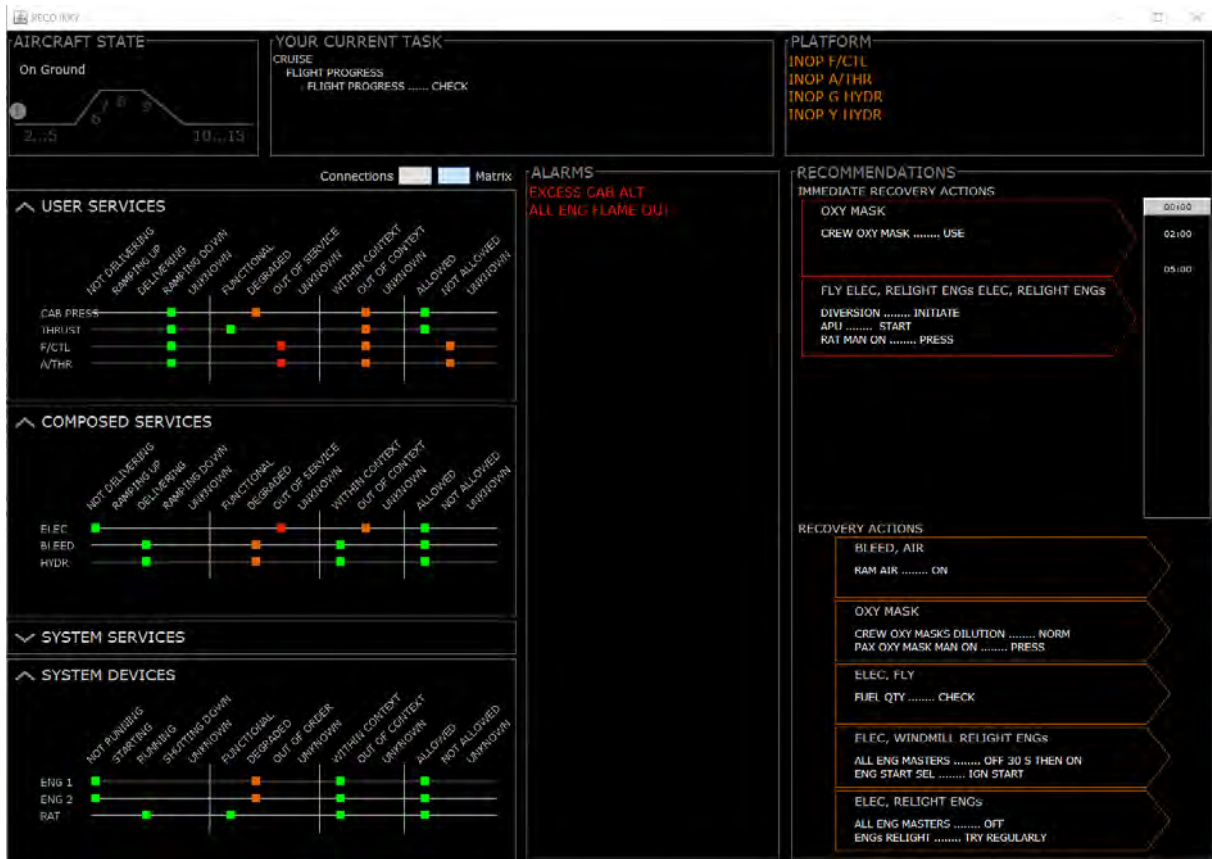 AIRCRAFT STATE
On Ground
1
6 7 8 9
2...5
10...13
YOUR CURRENT TASK
CRUISE
FLIGHT PROGRESS
FLIGHT PROGRESS ...... CHECK
PLATFORM
INOP F/CTL
INOP A/THR
INOP G HYDR
INOP Y HYDR
Connections
Matrix
USER SERVICES
NOT DELIVERING
RAMPING UP
DELIVERING
RAMPING DOWN
UNKNOWN
FUNCTIONAL
DEGRADED
OUT OF SERVICE
UNKNOWN
WITHIN CONTEXT
OUT OF CONTEXT
UNKNOWN
ALLOWED
NOT ALLOWED
UNKNOWN
CAB PRESS
THRUST
F/CTL
A/THR
COMPOSED SERVICES
NOT DELIVERING
RAMPING UP
DELIVERING
RAMPING DOWN
UNKNOWN
FUNCTIONAL
DEGRADED
OUT OF SERVICE
UNKNOWN
WITHIN CONTEXT
OUT OF CONTEXT
UNKNOWN
ALLOWED
NOT ALLOWED
UNKNOWN
ELEC
BLEED
HYDR
SYSTEM SERVICES
SYSTEM DEVICES
NOT RUNNING
STARTING
RUNNING
SHUTTING DOWN
UNKNOWN
FUNCTIONAL
DEGRADED
OUT OF ORDER
UNKNOWN
WITHIN CONTEXT
OUT OF CONTEXT
UNKNOWN
ALLOWED
NOT ALLOWED
UNKNOWN
ENG 1
ENG 2
RAT
ALARMS
EXCESS CAB ALT
ALL ENG FLAME OUT
RECOMMENDATIONS
IMMEDIATE RECOVERY ACTIONS
OXY MASK
CREW OXY MASK ........ USE
FLY ELEC, RELIGHT ENGs ELEC, RELIGHT ENGs
DIVERSION ........ INITIATE
APU ........ START
RAT MAN ON ........ PRESS
00:00
02:00
05:00
RECOVERY ACTIONS
BLEED, AIR
RAM AIR ........ ON
OXY MASK
CREW OXY MASKS DILUTION ........ NORM
PAX OXY MASK MAN ON ........ PRESS
ELEC, FLY
FUEL QTY ........ CHECK
ELEC, WINDMILL RELIGHT ENGs
ALL ENG MASTERS ........ OFF 30 S THEN ON
ENG START SEL ........ IGN START
ELEC, RELIGHT ENGs
ALL ENG MASTERS ........ OFF
ENGs RELIGHT ........ TRY REGULARLY